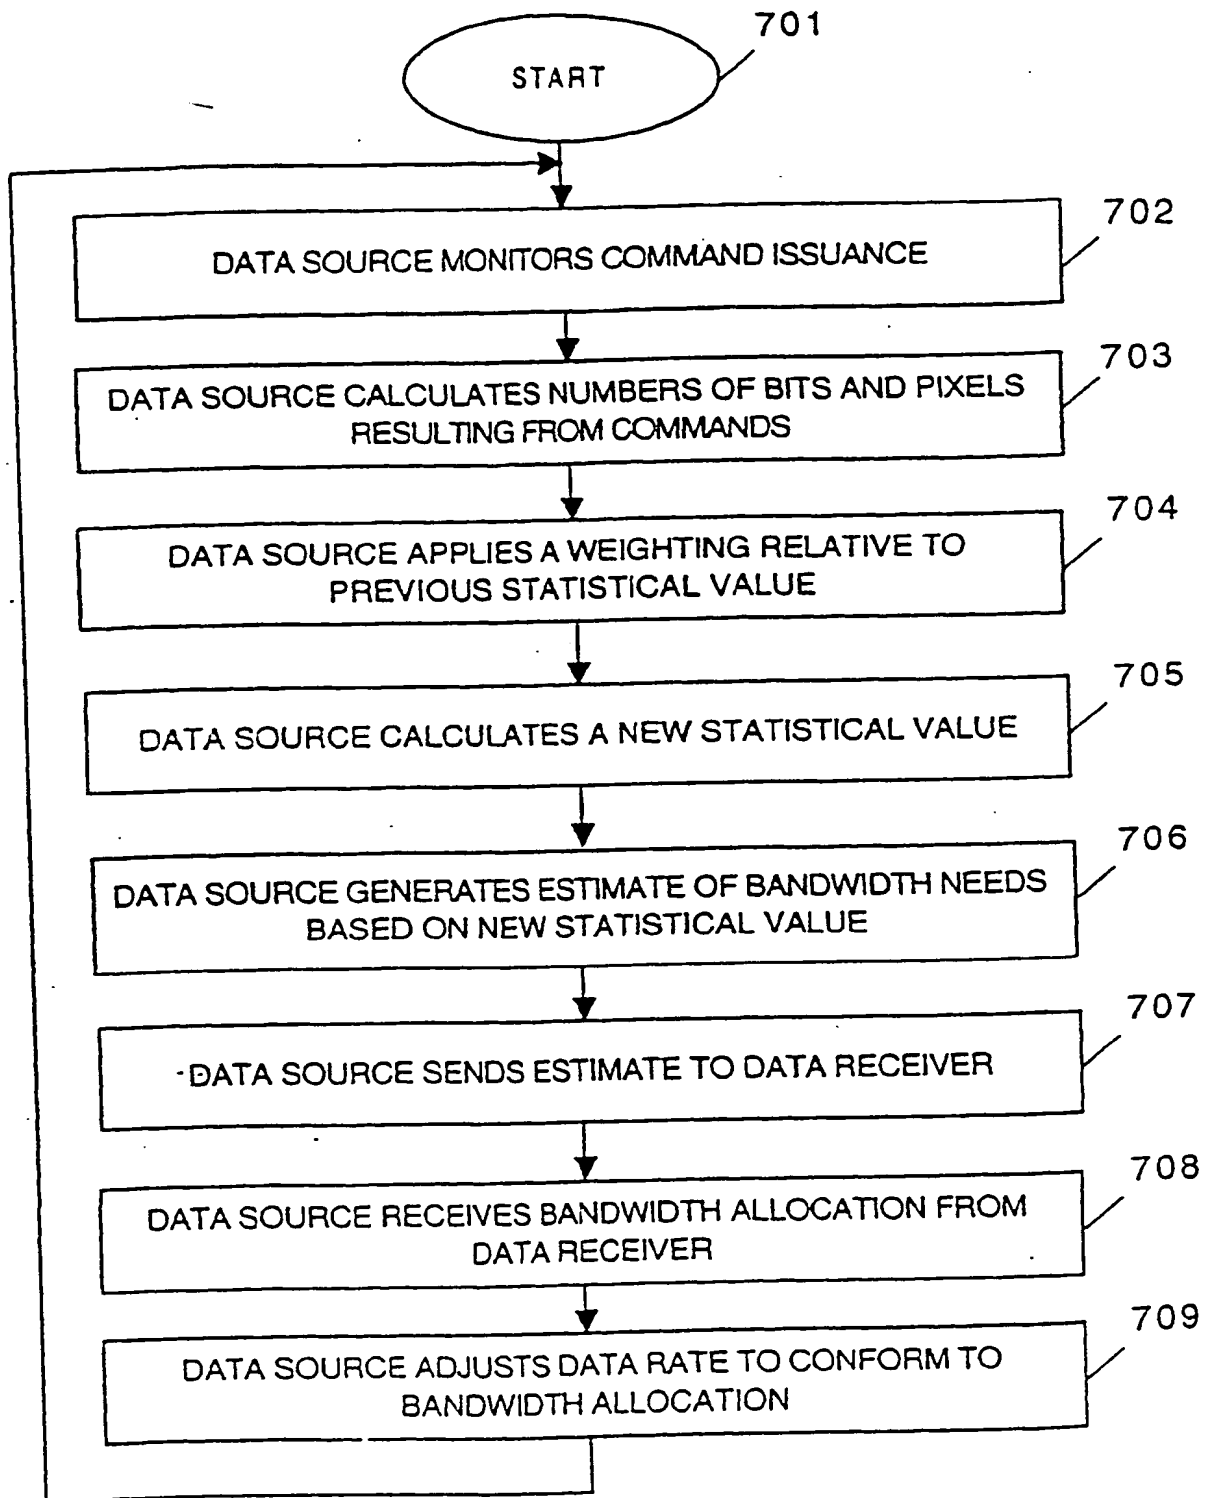 701
START
702
DATA SOURCE MONITORS COMMAND ISSUANCE
703
DATA SOURCE CALCULATES NUMBERS OF BITS AND PIXELS
RESULTING FROM COMMANDS
704
DATA SOURCE APPLIES A WEIGHTING RELATIVE TO
PREVIOUS STATISTICAL VALUE
705
DATA SOURCE CALCULATES A NEW STATISTICAL VALUE
706
DATA SOURCE GENERATES ESTIMATE OF BANDWIDTH NEEDS
BASED ON NEW STATISTICAL VALUE
707
DATA SOURCE SENDS ESTIMATE TO DATA RECEIVER
708
DATA SOURCE RECEIVES BANDWIDTH ALLOCATION FROM
DATA RECEIVER
709
DATA SOURCE ADJUSTS DATA RATE TO CONFORM TO
BANDWIDTH ALLOCATION